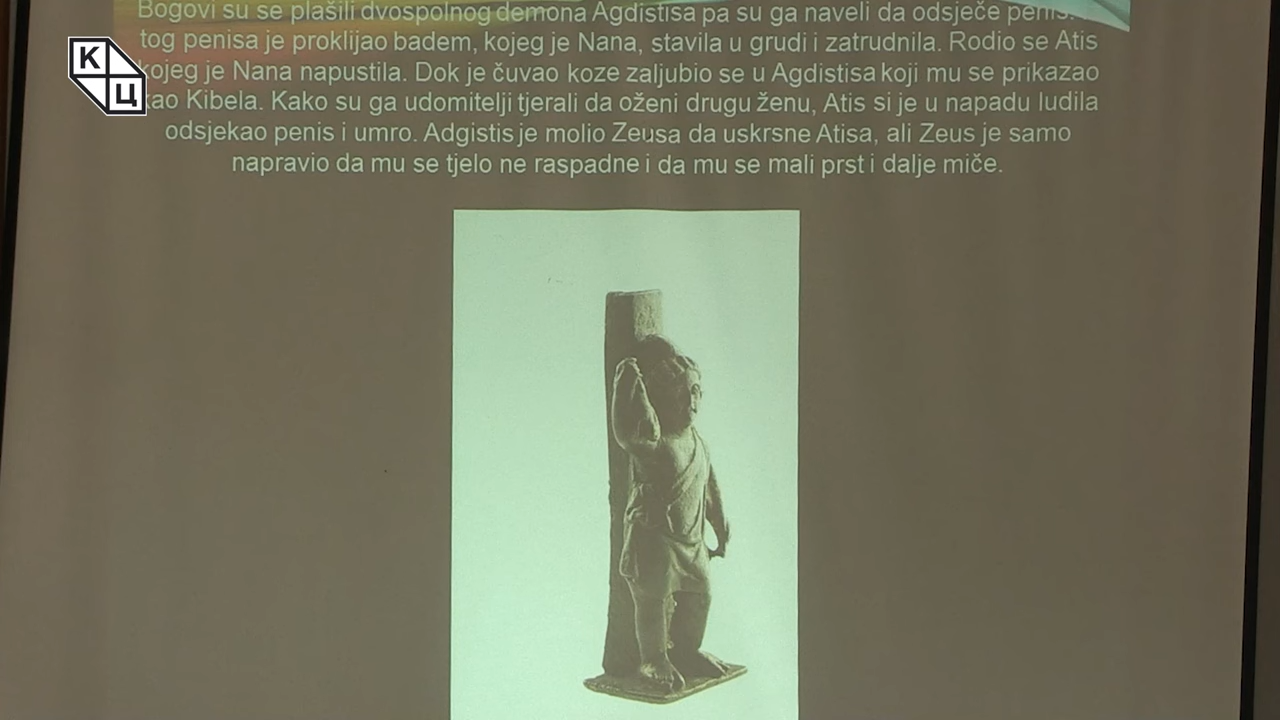 Bogovi su se plašili dvospolnog demona Agdistisa pa su ga naveli da odsječe penis.
tog penisa je proklijao badem, kojeg je Nana, stavila u grudi i zatrudnila. Rodio se Atis
kojeg je Nana napustila. Dok je čuvao koze zaljubio se u Agdistisa koji mu se prikazao
kao Kibela. Kako su ga udomitelji tjerali da oženi drugu ženu, Atis si je u napadu ludila
odsjekao penis i umro. Adgistis je molio Zeusa da uskrsne Atisa, ali Zeus je samo
napravio da mu se tjelo ne raspadne i da mu se mali prst i dalje miče.
К
Ц